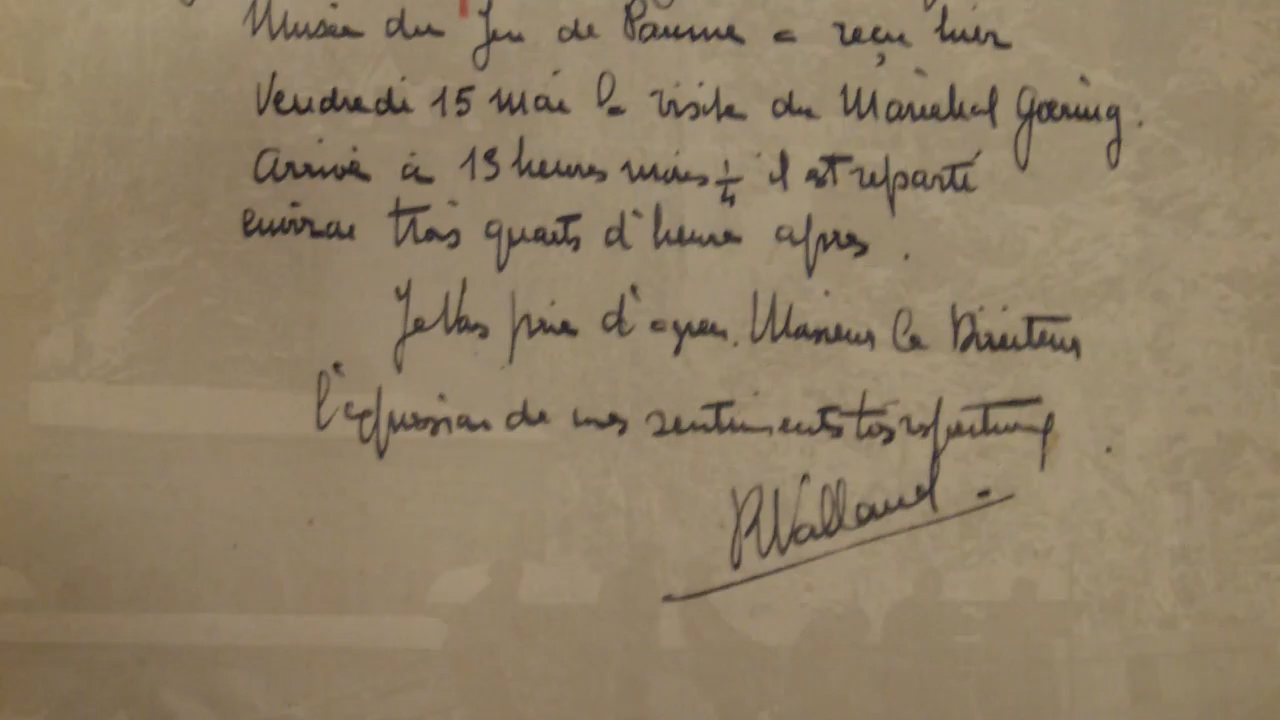 Musée du Jeu de Paume a reçu hier
Vendredi 15 mai la visite du Maréchal Goering.
Arrivé à 13 heures moins 1/4 il est reparti
environ trois quarts d'heure après.
Je Vous prie d'agréer, Monsieur le Directeur
l'expression de mes sentiments très respectueux.
RValland.